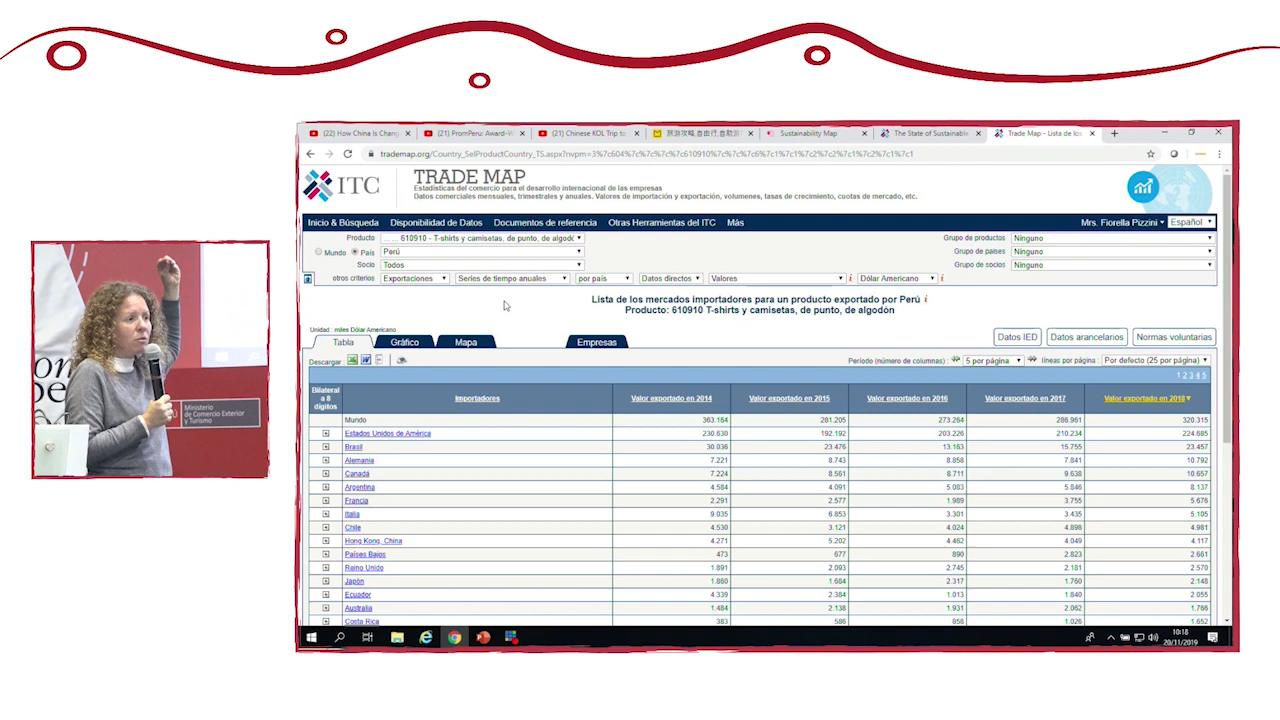 (22) How China Is Chang
(21) PromPeru: Award-W
(21) Chinese KOL Trip to
Sustainability Map
The State of Sustainable
Trade Map - Lista de los
trademap.org/Country_SelProductCountry_TS.aspx?nvpm=3%7c604%7c%7c%7c%7c610910%7c%7c%7c6%7c1%7c1%7c2%7c2%7c1%7c2%7c1%7c1
ITC
TRADE MAP
Estadísticas del comercio para el desarrollo internacional de las empresas
Datos comerciales mensuales, trimestrales y anuales. Valores de importación y exportación, volumenes, tasas de crecimiento, cuotas de mercado, etc.
Inicio & Búsqueda Disponibilidad de Datos Documentos de referencia Otras Herramientas del ITC Más Mrs. Fiorella Pizzini Español
Producto ... ... 610910 - T-shirts y camisetas, de punto, de algodó Grupo de productos Ninguno
Mundo País Perú Grupo de países Ninguno
Socio Todos Grupo de socios Ninguno
otros criterios Exportaciones Series de tiempo anuales por país Datos directos Valores Dólar Americano
Lista de los mercados importadores para un producto exportado por Perú
Producto: 610910 T-shirts y camisetas, de punto, de algodón
Unidad : miles Dólar Americano
Tabla Gráfico Mapa Empresas Datos IED Datos arancelarios Normas voluntarias
Descargar: Período (número de columnas) : 5 por página líneas por página : Por defecto (25 por página)
1 2 3 4 5
Bilateral a 8 dígitos Importadores Valor exportado en 2014 Valor exportado en 2015 Valor exportado en 2016 Valor exportado en 2017 Valor exportado en 2018
Mundo 363.164 281.205 273.264 286.961 320.315
Estados Unidos de América 230.630 192.192 203.226 210.234 224.685
Brasil 30.036 23.476 13.163 15.755 23.457
Alemania 7.221 8.743 8.858 7.841 10.792
Canadá 7.224 8.561 8.711 9.638 10.657
Argentina 4.584 4.091 5.083 5.846 8.137
Francia 2.291 2.577 1.989 3.755 5.676
Italia 9.035 6.853 3.301 3.435 5.105
Chile 4.530 3.121 4.024 4.898 4.981
Hong Kong, China 4.271 5.202 4.462 4.049 4.117
Países Bajos 473 677 890 2.823 2.661
Reino Unido 1.891 2.093 2.745 2.181 2.570
Japón 1.860 1.684 2.317 1.760 2.148
Ecuador 4.339 2.384 1.013 1.840 2.055
Australia 1.484 2.138 1.931 2.062 1.766
Costa Rica 383 586 858 1.026 1.652
10:18
20/11/2019
Ministerio
de Comercio Exterior
y Turismo